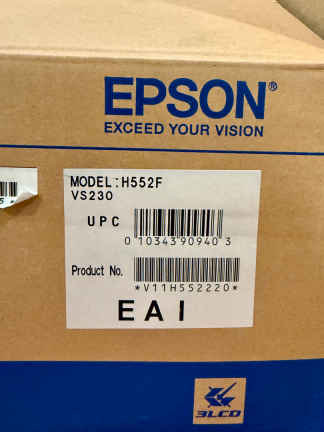 EPSON®
EXCEED YOUR VISION
MODEL:H552F
VS230
UPC
0 10343 90940 3
Product No.
*V11H552220*
EAI
3LCD